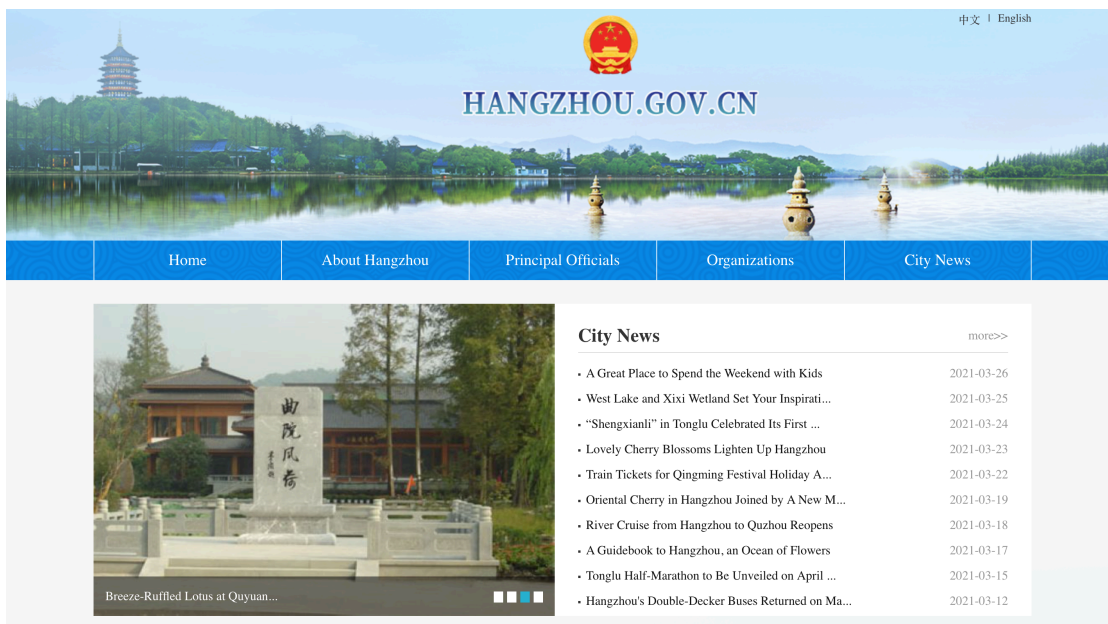 中文 | English
HANGZHOU.GOV.CN
Home
About Hangzhou
Principal Officials
Organizations
City News
曲院风荷
Breeze-Ruffled Lotus at Quyuan...
City News
more>>
A Great Place to Spend the Weekend with Kids 2021-03-26
West Lake and Xixi Wetland Set Your Inspirati... 2021-03-25
“Shengxianli” in Tonglu Celebrated Its First ... 2021-03-24
Lovely Cherry Blossoms Lighten Up Hangzhou 2021-03-23
Train Tickets for Qingming Festival Holiday A... 2021-03-22
Oriental Cherry in Hangzhou Joined by A New M... 2021-03-19
River Cruise from Hangzhou to Quzhou Reopens 2021-03-18
A Guidebook to Hangzhou, an Ocean of Flowers 2021-03-17
Tonglu Half-Marathon to Be Unveiled on April ... 2021-03-15
Hangzhou's Double-Decker Buses Returned on Ma... 2021-03-12